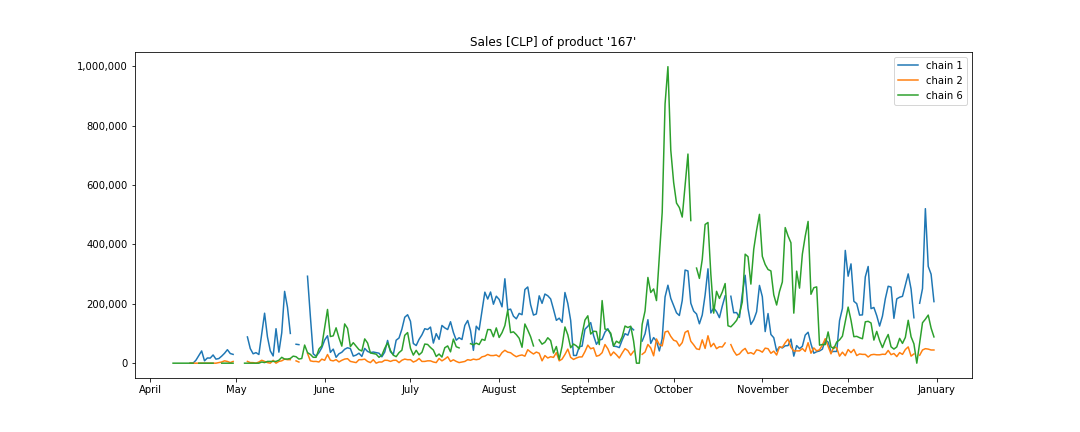 Sales [CLP] of product '167'
1,000,000
800,000
600,000
400,000
200,000
0
April May June July August September October November December January
chain 1
chain 2
chain 6